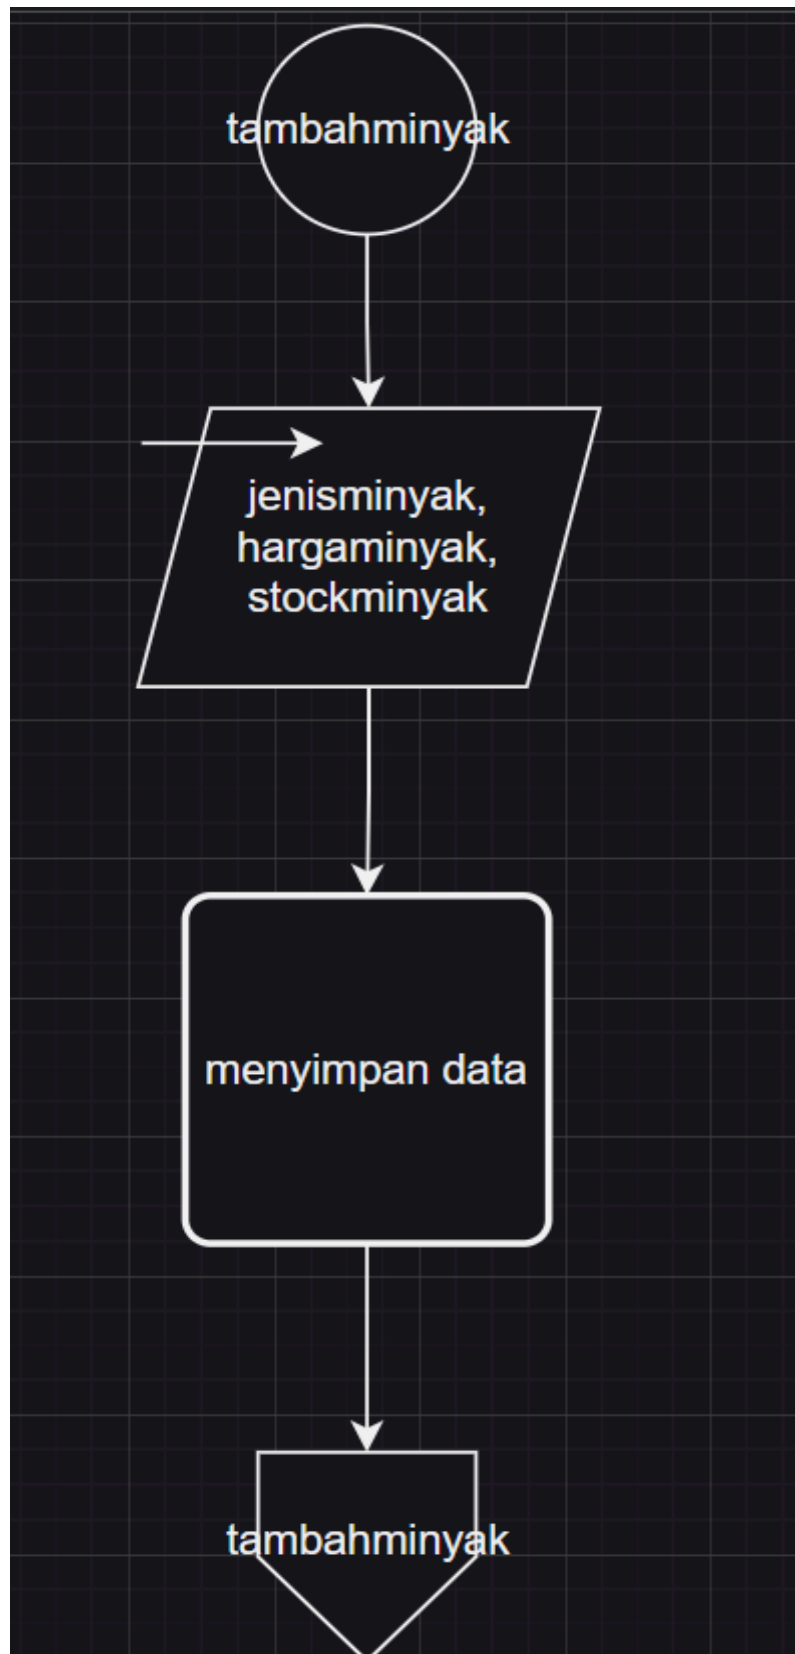 tambahminyak
jenisminyak,
hargaminyak,
stockminyak
menyimpan data
tambahminyak